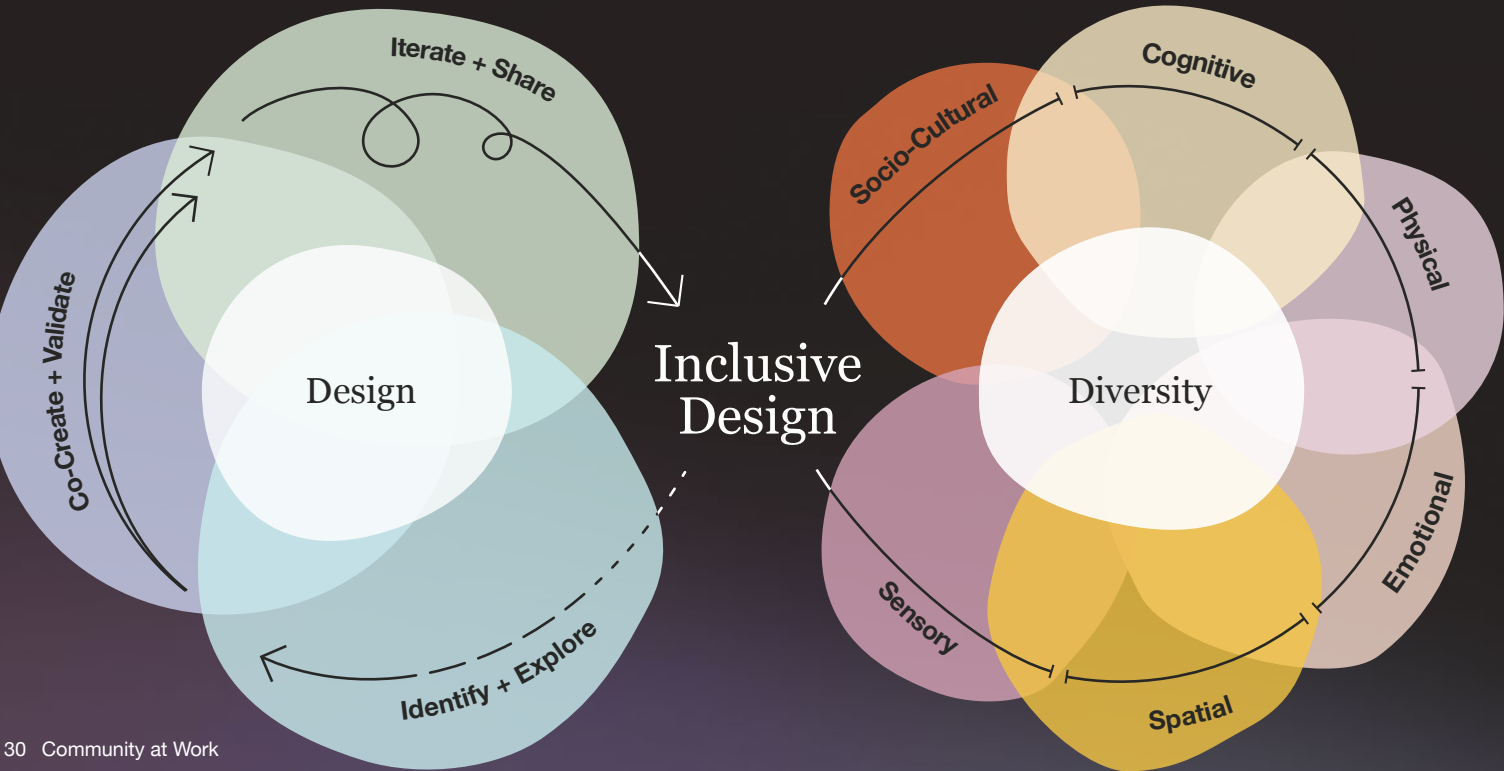 Iterate + Share
Co-Create + Validate
Design
Identify + Explore
Inclusive
Design
Socio-Cultural
Cognitive
Physical
Diversity
Emotional
Sensory
Spatial
30 Community at Work